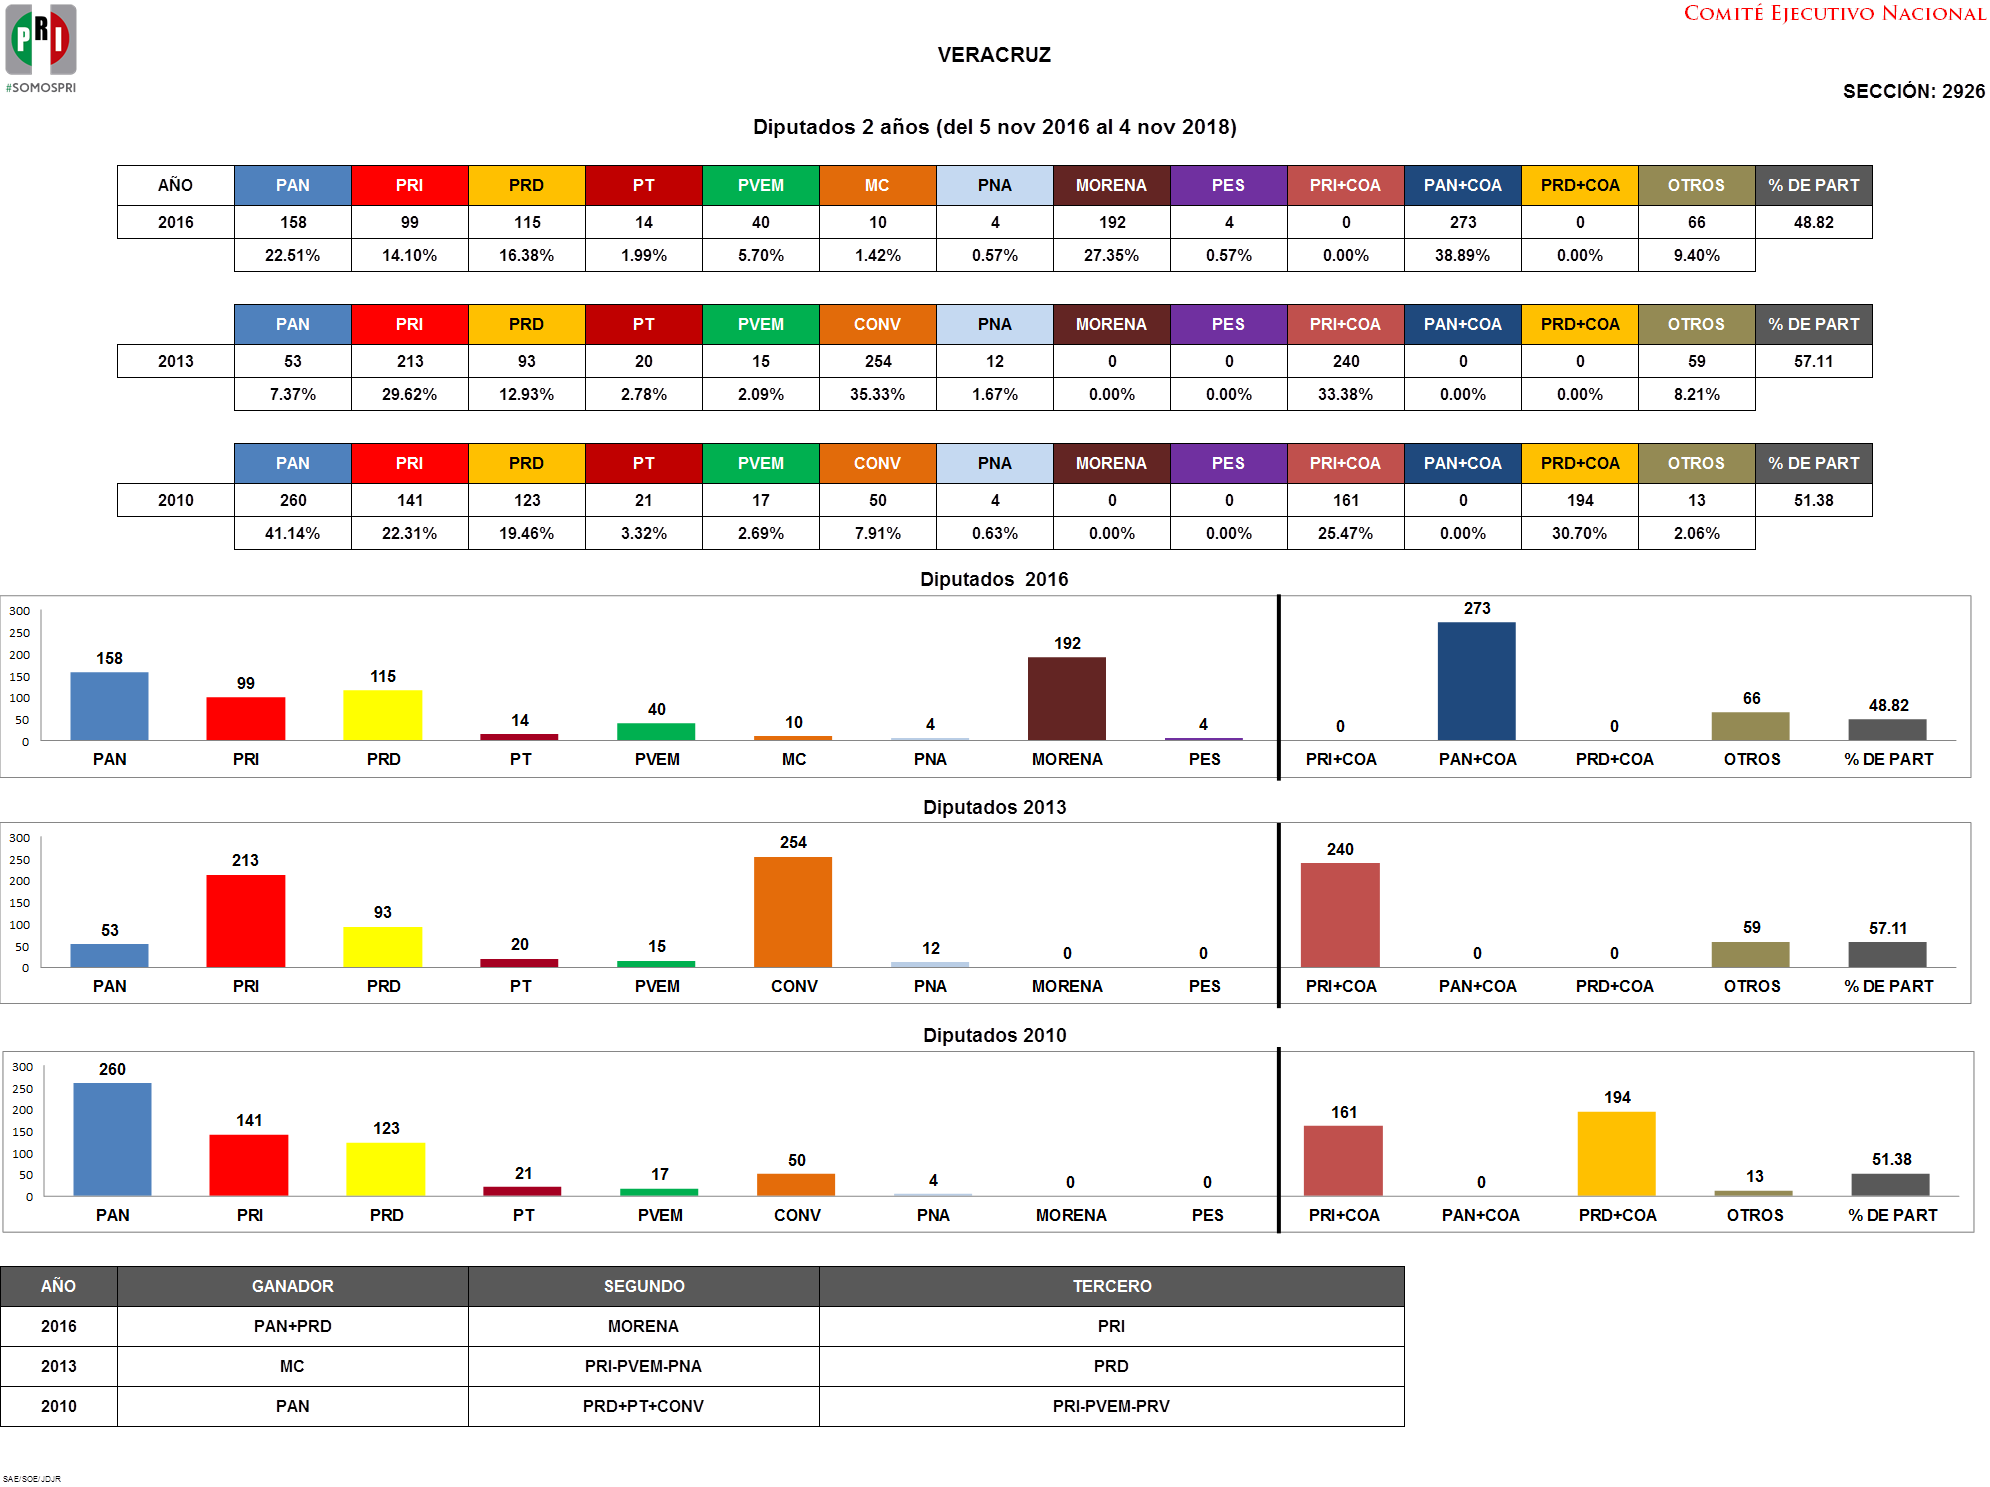 PRI
#SOMOSPRI
COMITÉ EJECUTIVO NACIONAL
VERACRUZ
SECCIÓN: 2926
Diputados 2 años (del 5 nov 2016 al 4 nov 2018)
AÑO PAN PRI PRD PT PVEM MC PNA MORENA PES PRI+COA PAN+COA PRD+COA OTROS % DE PART
2016 158 99 115 14 40 10 4 192 4 0 273 0 66 48.82
22.51% 14.10% 16.38% 1.99% 5.70% 1.42% 0.57% 27.35% 0.57% 0.00% 38.89% 0.00% 9.40%
PAN PRI PRD PT PVEM CONV PNA MORENA PES PRI+COA PAN+COA PRD+COA OTROS % DE PART
2013 53 213 93 20 15 254 12 0 0 240 0 0 59 57.11
7.37% 29.62% 12.93% 2.78% 2.09% 35.33% 1.67% 0.00% 0.00% 33.38% 0.00% 0.00% 8.21%
PAN PRI PRD PT PVEM CONV PNA MORENA PES PRI+COA PAN+COA PRD+COA OTROS % DE PART
2010 260 141 123 21 17 50 4 0 0 161 0 194 13 51.38
41.14% 22.31% 19.46% 3.32% 2.69% 7.91% 0.63% 0.00% 0.00% 25.47% 0.00% 30.70% 2.06%
Diputados  2016
300
250
200
150
100
50
0
158 99 115 14 40 10 4 192 4 0 273 0 66 48.82
PAN PRI PRD PT PVEM MC PNA MORENA PES PRI+COA PAN+COA PRD+COA OTROS % DE PART
Diputados 2013
300
250
200
150
100
50
0
53 213 93 20 15 254 12 0 0 240 0 0 59 57.11
PAN PRI PRD PT PVEM CONV PNA MORENA PES PRI+COA PAN+COA PRD+COA OTROS % DE PART
Diputados 2010
300
250
200
150
100
50
0
260 141 123 21 17 50 4 0 0 161 0 194 13 51.38
PAN PRI PRD PT PVEM CONV PNA MORENA PES PRI+COA PAN+COA PRD+COA OTROS % DE PART
AÑO GANADOR SEGUNDO TERCERO
2016 PAN+PRD MORENA PRI
2013 MC PRI-PVEM-PNA PRD
2010 PAN PRD+PT+CONV PRI-PVEM-PRV
SAE/SOE/JDJR